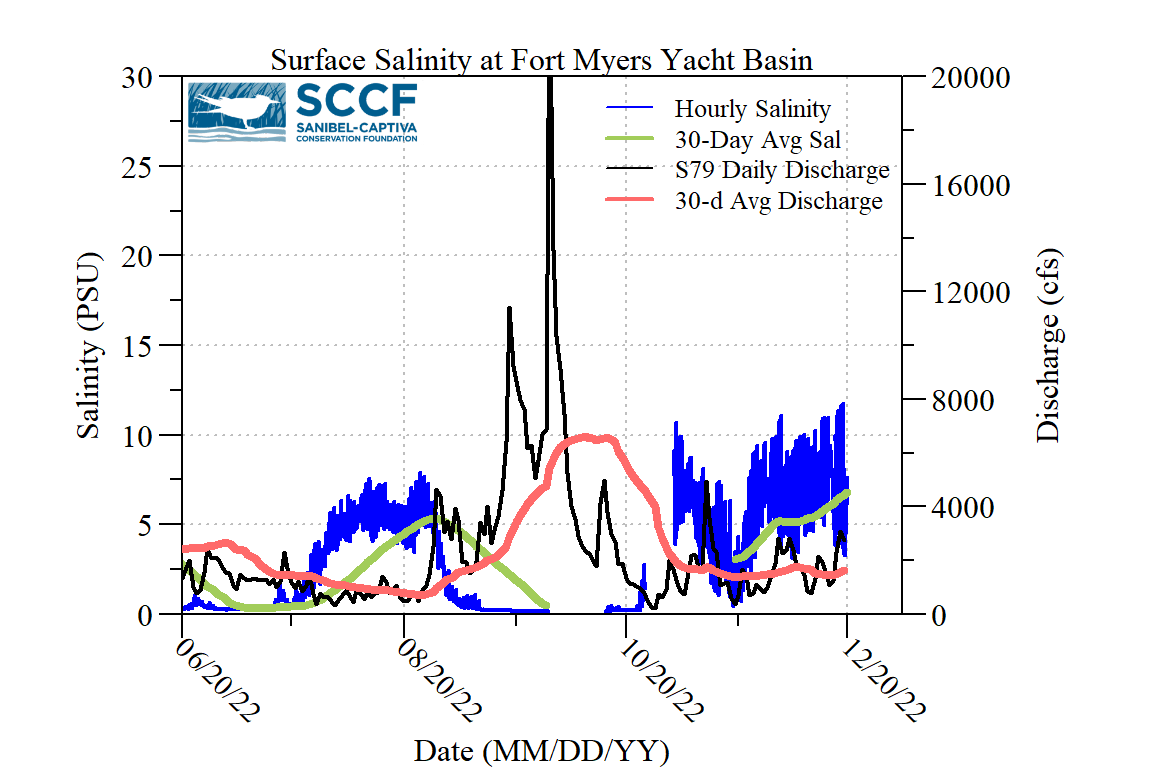 Surface Salinity at Fort Myers Yacht Basin
SCCF
SANIBEL-CAPTIVA
CONSERVATION FOUNDATION
Hourly Salinity
30-Day Avg Sal
S79 Daily Discharge
30-d Avg Discharge
Salinity (PSU)
30
25
20
15
10
5
0
20000
16000
12000
8000
4000
0
Discharge (cfs)
06/20/22
08/20/22
10/20/22
12/20/22
Date (MM/DD/YY)